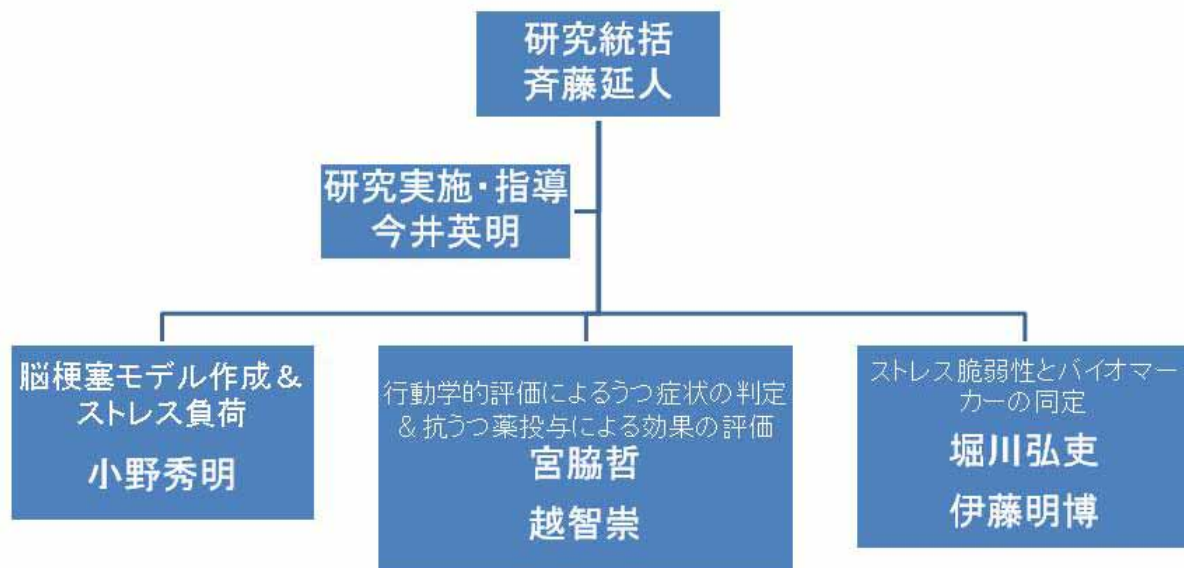 研究統括
斉藤延人
研究実施・指導
今井英明
脳梗塞モデル作成&
ストレス負荷
小野秀明
行動学的評価によるうつ症状の判定
&抗うつ薬投与による効果の評価
宮脇哲
越智崇
ストレス脆弱性とバイオマー
カーの同定
堀川弘吏
伊藤明博